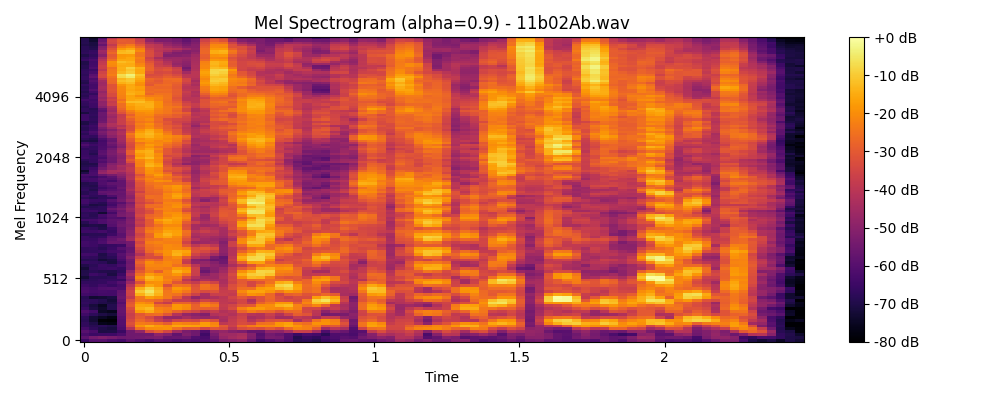 Mel Spectrogram (alpha=0.9) - 11b02Ab.wav
Mel Frequency
4096
2048
1024
512
0
0
0.5
1
1.5
2
Time
+0 dB
-10 dB
-20 dB
-30 dB
-40 dB
-50 dB
-60 dB
-70 dB
-80 dB